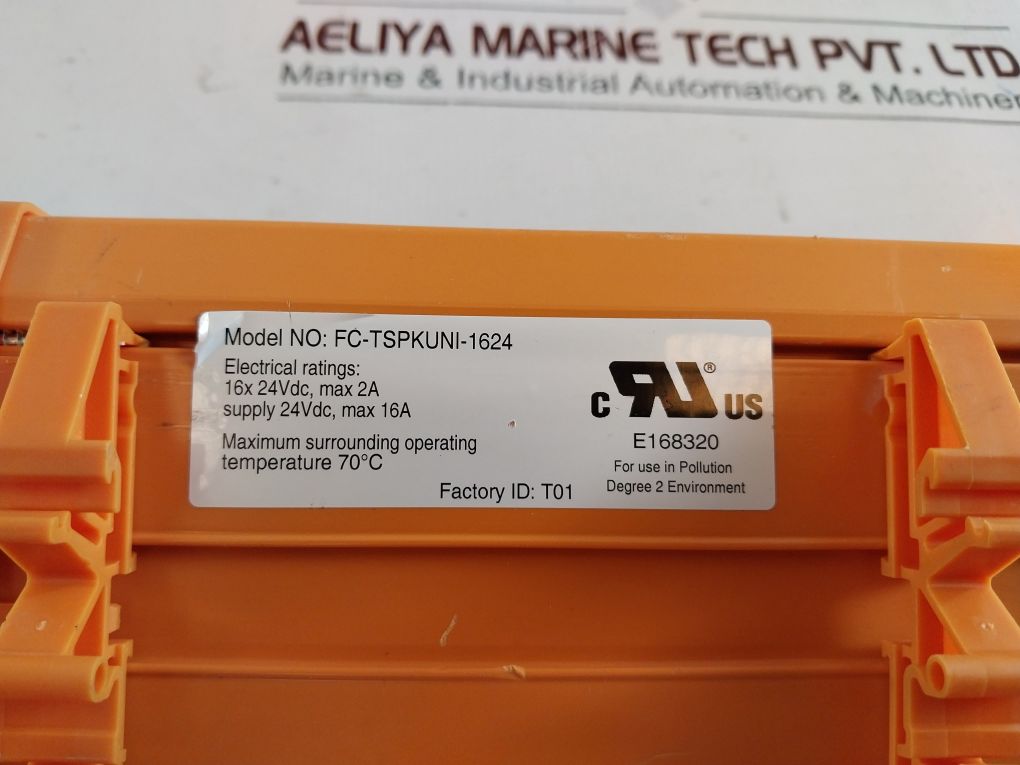 AELIYA MARINE TECH PVT. LTD
Marine & Industrial Automation & Machiner
Model NO: FC-TSPKUNI-1624
Electrical ratings:
16x 24Vdc, max 2A
supply 24Vdc, max 16A
Maximum surrounding operating
temperature 70°C
Factory ID: T01
C RU® US
E168320
For use in Pollution
Degree 2 Environment